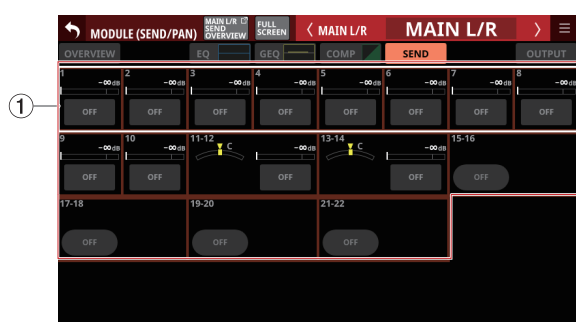 MODULE (SEND/PAN)
MAIN L/R
SEND
OVERVIEW
FULL
SCREEN
MAIN L/R
MAIN L/R
OVERVIEW EQ GEQ COMP SEND OUTPUT
1 2 3 4 5 6 7 8
-∞dB -∞dB -∞dB -∞dB -∞dB -∞dB -∞dB -∞dB
OFF OFF OFF OFF OFF OFF OFF OFF
1
9 10 11-12 13-14 15-16
-∞dB -∞dB C -∞dB C -∞dB
OFF OFF OFF OFF OFF
17-18 19-20 21-22
OFF OFF OFF